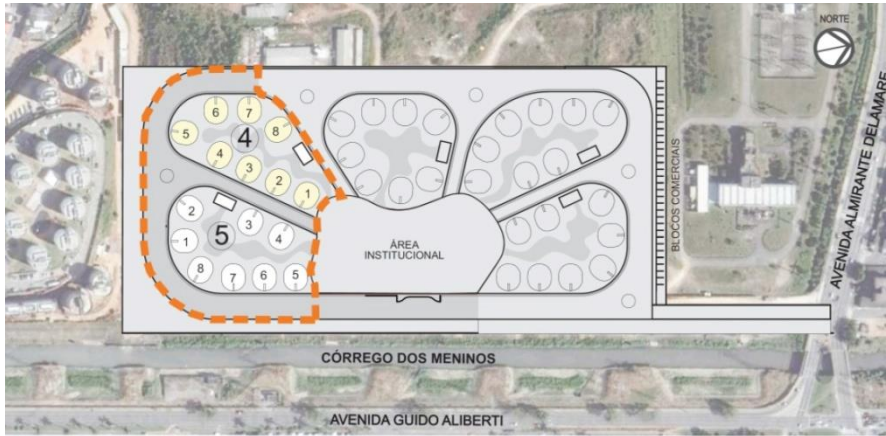 NORTE
AVENIDA ALMIRANTE DELAMARE
BLOCOS COMERCIAIS
6
7
8
5
4
4
3
2
1
2
5
3
4
1
8
7
6
5
ÁREA
INSTITUCIONAL
CÓRREGO DOS MENINOS
AVENIDA GUIDO ALIBERTI